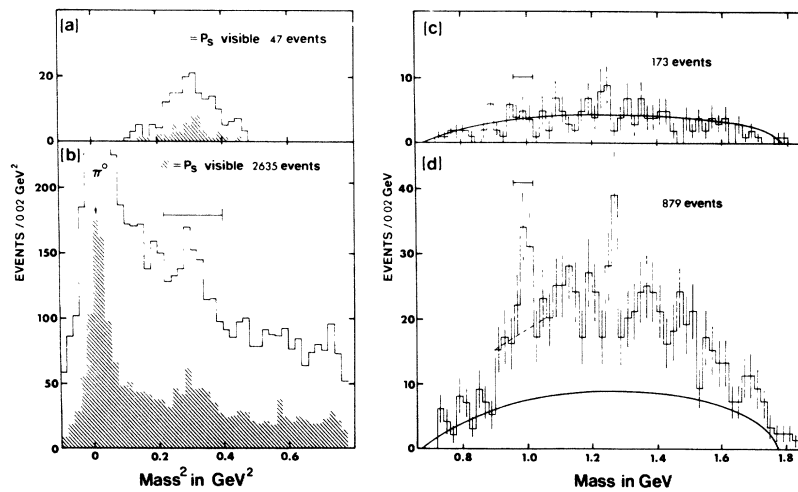 [a]
= Ps visible 47 events
20
0
[b]
π°
= Ps visible 2635 events
200
150
100
50
0
EVENTS / 0.02 GeV²
0 0.2 0.4 0.6
Mass² in GeV²
[c]
173 events
10
0
[d]
879 events
40
30
20
10
0
EVENTS / 0 02 GeV
0.8 1.0 1.2 1.4 1.6 1.8
Mass in GeV